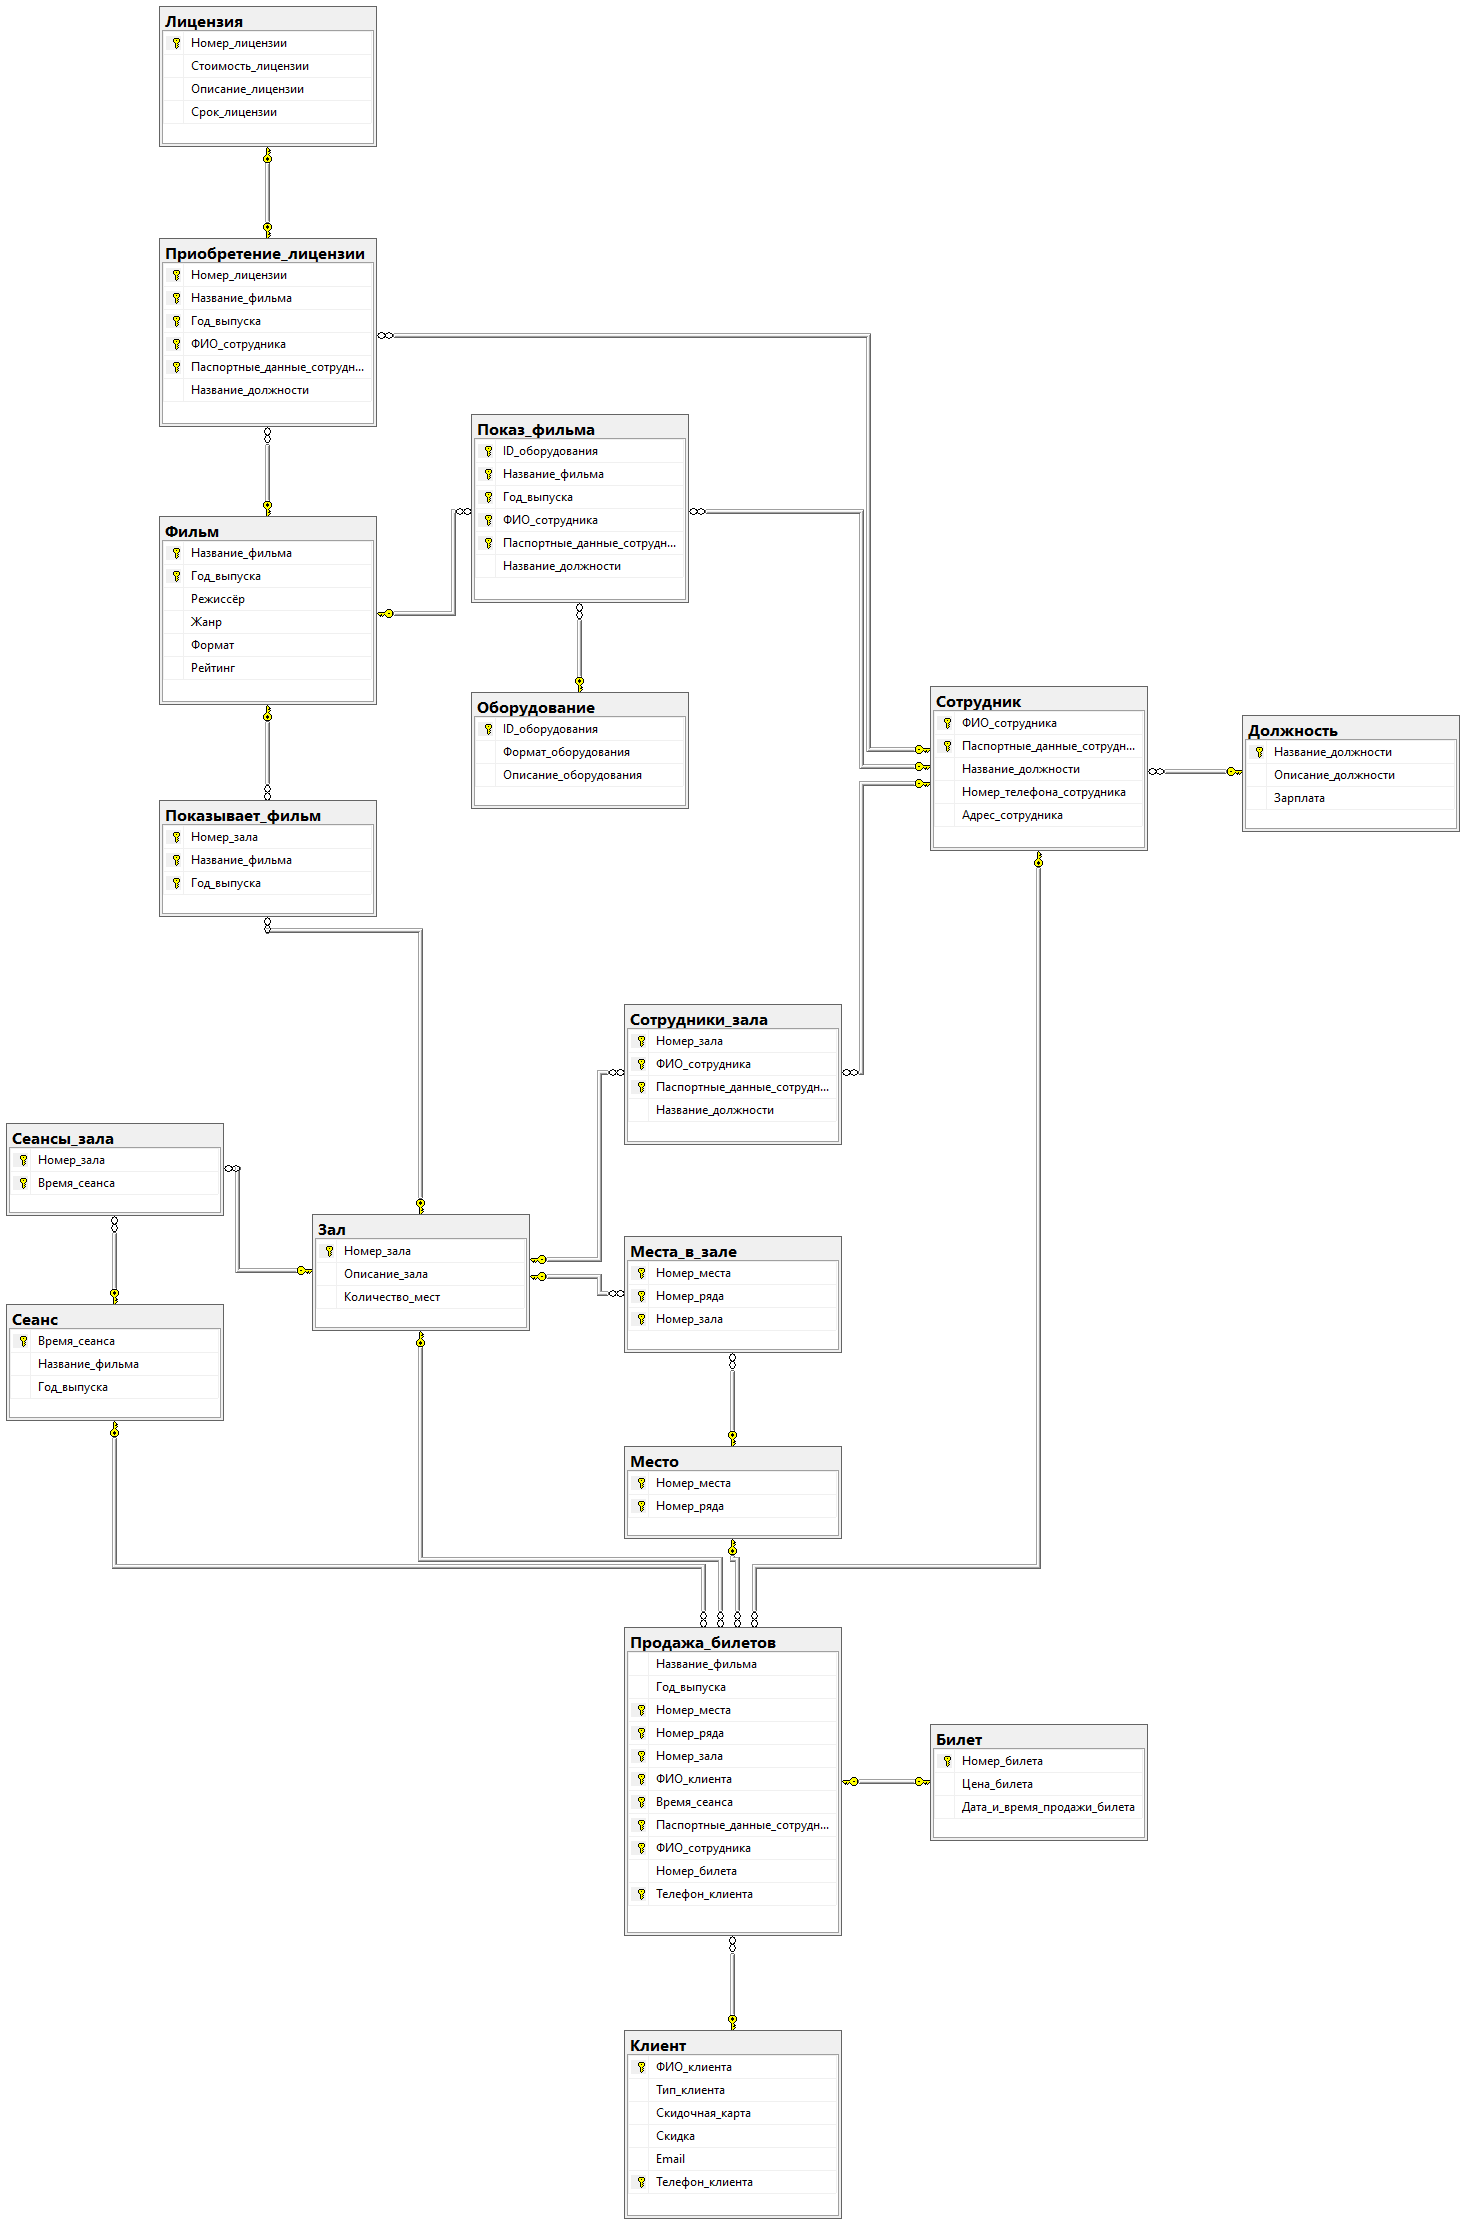 Лицензия
Номер_лицензии
Стоимость_лицензии
Описание_лицензии
Срок_лицензии
Приобретение_лицензии
Номер_лицензии
Название_фильма
Год_выпуска
ФИО_сотрудника
Паспортные_данные_сотрудн...
Название_должности
Показ_фильма
ID_оборудования
Название_фильма
Год_выпуска
ФИО_сотрудника
Паспортные_данные_сотрудн...
Название_должности
Фильм
Название_фильма
Год_выпуска
Режиссёр
Жанр
Формат
Рейтинг
Оборудование
ID_оборудования
Формат_оборудования
Описание_оборудования
Сотрудник
ФИО_сотрудника
Паспортные_данные_сотрудн...
Название_должности
Номер_телефона_сотрудника
Адрес_сотрудника
Должность
Название_должности
Описание_должности
Зарплата
Показывает_фильм
Номер_зала
Название_фильма
Год_выпуска
Сотрудники_зала
Номер_зала
ФИО_сотрудника
Паспортные_данные_сотрудн...
Название_должности
Сеансы_зала
Номер_зала
Время_сеанса
Зал
Номер_зала
Описание_зала
Количество_мест
Места_в_зале
Номер_места
Номер_ряда
Номер_зала
Сеанс
Время_сеанса
Название_фильма
Год_выпуска
Место
Номер_места
Номер_ряда
Продажа_билетов
Название_фильма
Год_выпуска
Номер_места
Номер_ряда
Номер_зала
ФИО_клиента
Время_сеанса
Паспортные_данные_сотрудн...
ФИО_сотрудника
Номер_билета
Телефон_клиента
Билет
Номер_билета
Цена_билета
Дата_и_время_продажи_билета
Клиент
ФИО_клиента
Тип_клиента
Скидочная_карта
Скидка
Email
Телефон_клиента